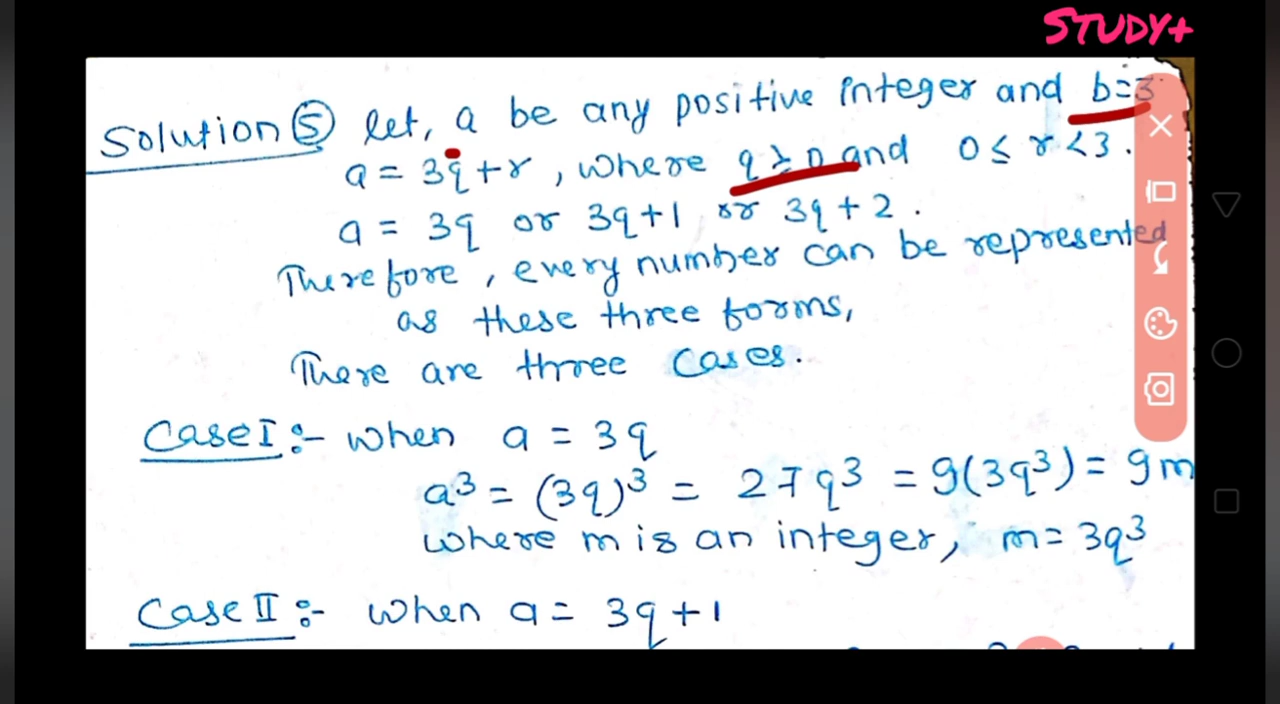 STUDY+
Solution ⑤ let, a be any positive integer and b=3
a = 3q+r, where q ≥ 0 and 0 ≤ r < 3.
a = 3q or 3q+1 or 3q+2.
Therefore, every number can be represented
as these three forms,
There are three cases.
Case I :- when a = 3q
a³ = (3q)³ = 27q³ = 9(3q³) = 9m
where m is an integer, m = 3q³
Case II :- when a = 3q+1